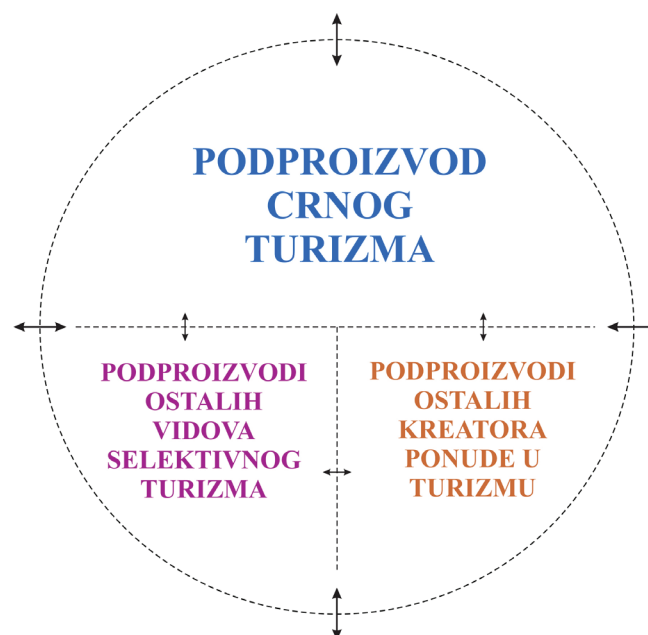 PODPROIZVOD
CRNOG
TURIZMA
PODPROIZVODI
OSTALIH
VIDOVA
SELEKTIVNOG
TURIZMA
PODPROIZVODI
OSTALIH
KREATORA
PONUDE U
TURIZMU